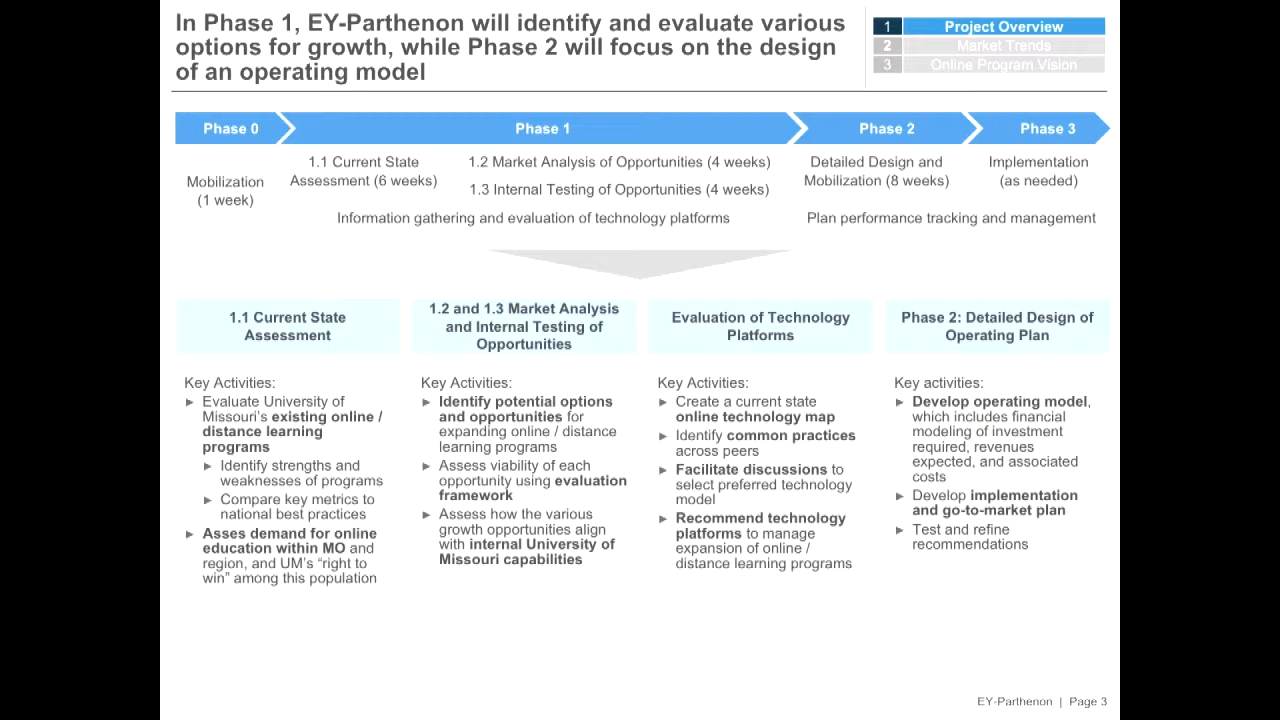 In Phase 1, EY-Parthenon will identify and evaluate various
options for growth, while Phase 2 will focus on the design
of an operating model
1 Project Overview
2 Market Trends
3 Online Program Vision
Phase 0
Phase 1
Phase 2
Phase 3
Mobilization
(1 week)
1.1 Current State
Assessment (6 weeks)
1.2 Market Analysis of Opportunities (4 weeks)
1.3 Internal Testing of Opportunities (4 weeks)
Information gathering and evaluation of technology platforms
Detailed Design and
Mobilization (8 weeks)
Implementation
(as needed)
Plan performance tracking and management
1.1 Current State
Assessment
Key Activities:
► Evaluate University of
Missouri's existing online /
distance learning
programs
► Identify strengths and
weaknesses of programs
► Compare key metrics to
national best practices
► Asses demand for online
education within MO and
region, and UM's "right to
win" among this population
1.2 and 1.3 Market Analysis
and Internal Testing of
Opportunities
Key Activities:
► Identify potential options
and opportunities for
expanding online / distance
learning programs
► Assess viability of each
opportunity using evaluation
framework
► Assess how the various
growth opportunities align
with internal University of
Missouri capabilities
Evaluation of Technology
Platforms
Key Activities:
► Create a current state
online technology map
► Identify common practices
across peers
► Facilitate discussions to
select preferred technology
model
► Recommend technology
platforms to manage
expansion of online /
distance learning programs
Phase 2: Detailed Design of
Operating Plan
Key activities:
► Develop operating model,
which includes financial
modeling of investment
required, revenues
expected, and associated
costs
► Develop implementation
and go-to-market plan
► Test and refine
recommendations
EY-Parthenon | Page 3